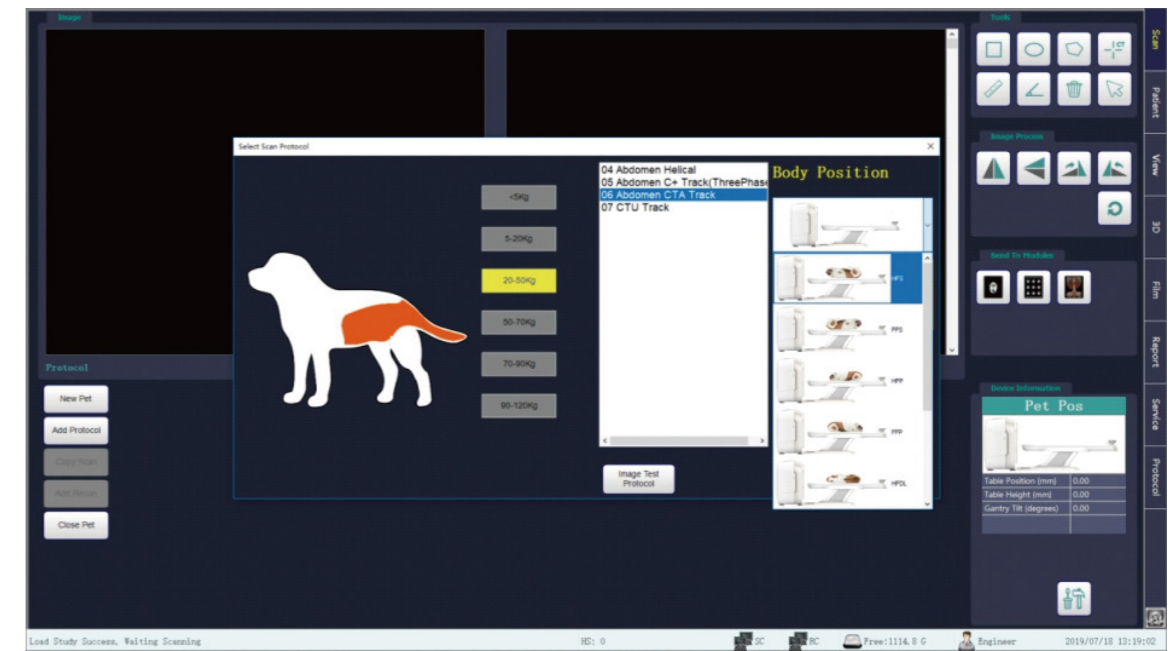 Image
Tools
Scan
Patient
View
3D
Film
Report
Service
Protocol
CT
Image Process
Send To Modules
Select Scan Protocol
<5Kg
5-20Kg
20-50Kg
50-70Kg
70-90Kg
90-120Kg
04 Abdomen Helical
05 Abdomen C+ Track(ThreePhase
06 Abdomen CTA Track
07 CTU Track
Image Test
Protocol
Body Position
HFS
FFS
HFP
FFP
HFDL
Protocol
New Pet
Add Protocol
Copy Scan
Add Recon
Close Pet
Device Information
Pet Pos
Table Position (mm) 0.00
Table Height (mm) 0.00
Gantry Tilt (degrees) 0.00
Load Study Success, Waiting Scanning
HS: 0
SC
RC
Free:1114.8 G
Engineer
2019/07/18 13:19:02